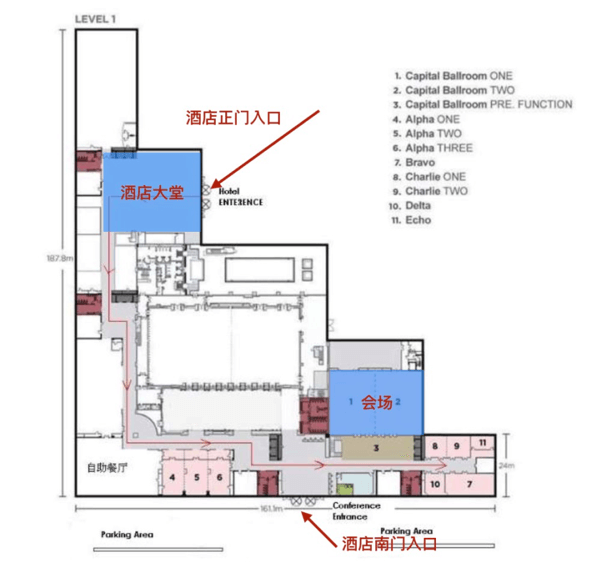 LEVEL 1
酒店正门入口
1. Capital Ballroom ONE
2. Capital Ballroom TWO
3. Capital Ballroom PRE. FUNCTION
4. Alpha ONE
5. Alpha TWO
6. Alpha THREE
7. Bravo
8. Charlie ONE
9. Charlie TWO
10. Delta
11. Echo
酒店大堂
Hotel
ENTERENCE
187.8m
1
会场
2
3
8
9
11
自助餐厅
4
5
6
10
7
24m
161.1m
Conference
Entrance
Parking Area
Parking Area
酒店南门入口